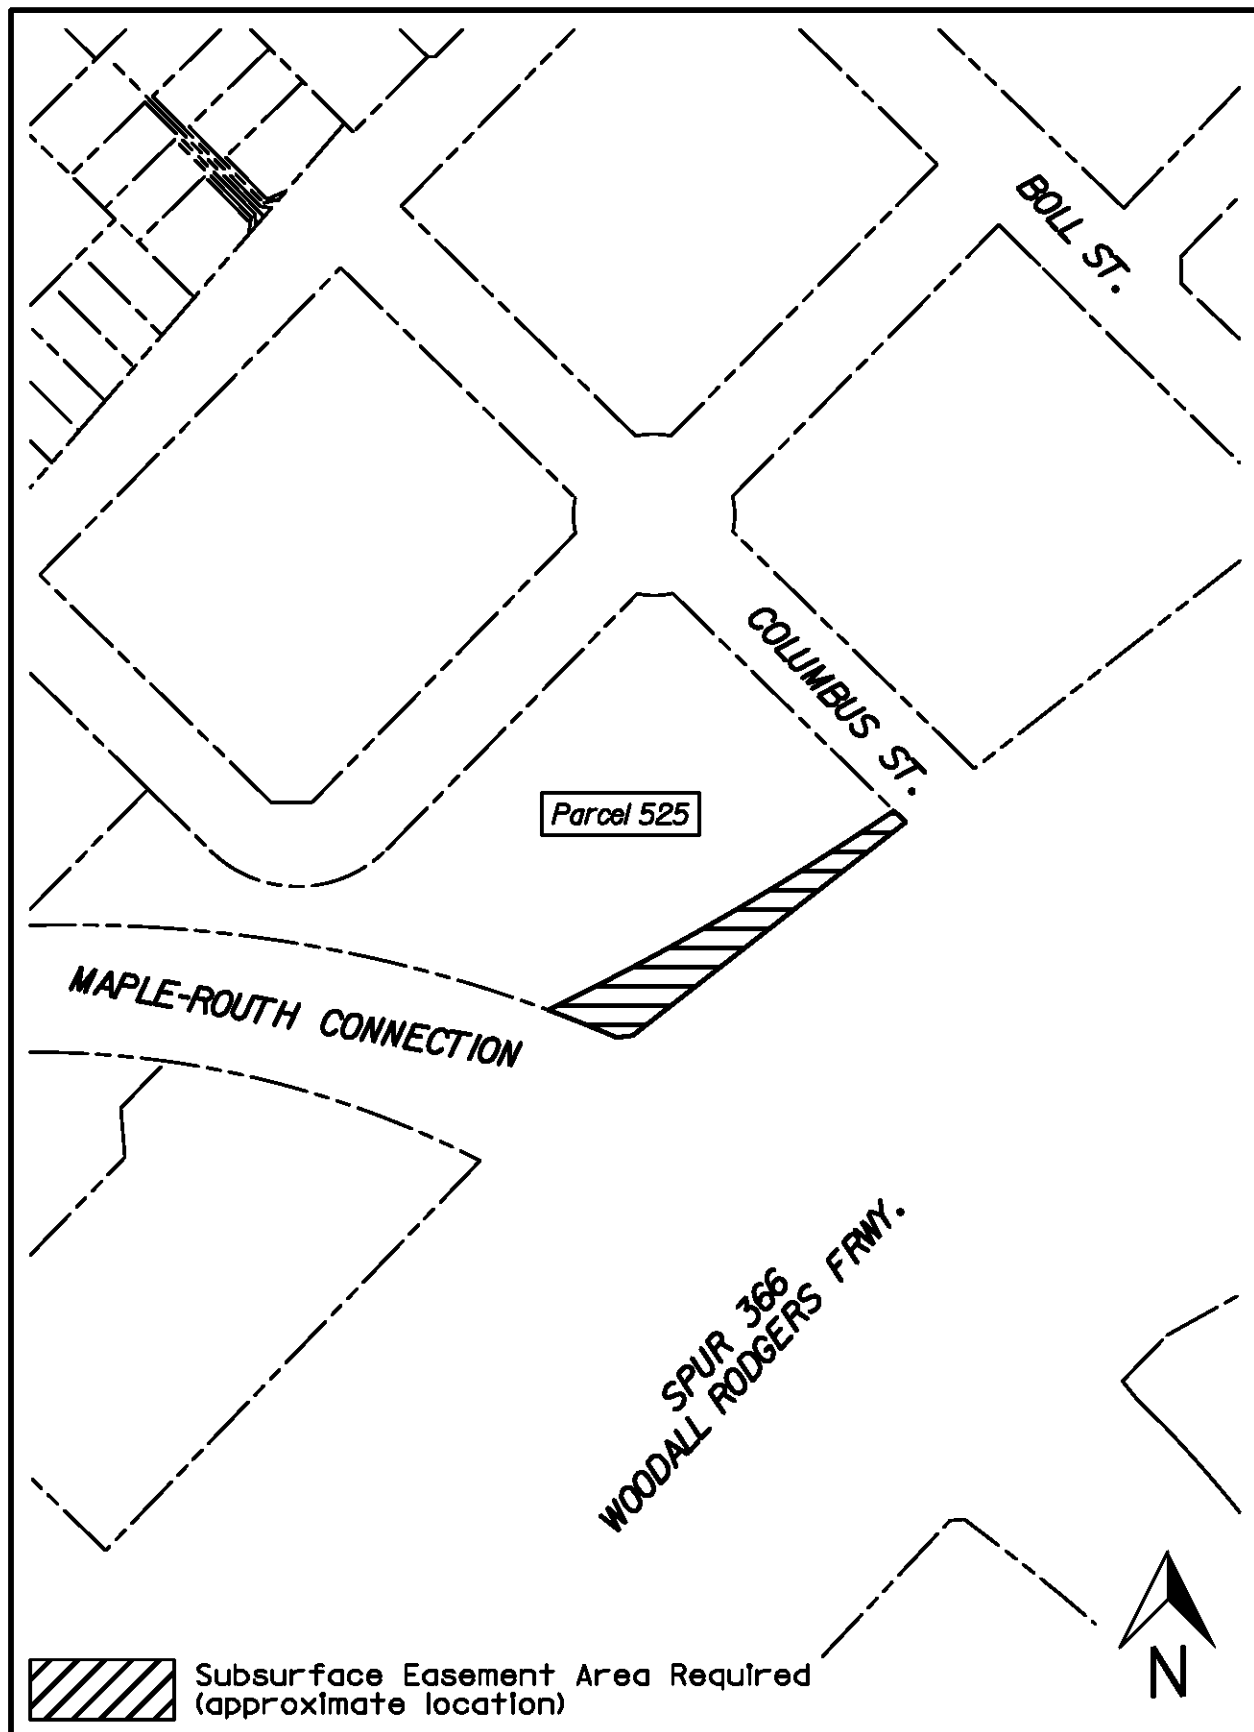 BOLL ST.
COLUMBUS ST.
Parcel 525
MAPLE-ROUTH CONNECTION
SPUR 366
WOODALL RODGERS FRWY.
Subsurface Easement Area Required
(approximate location)
N